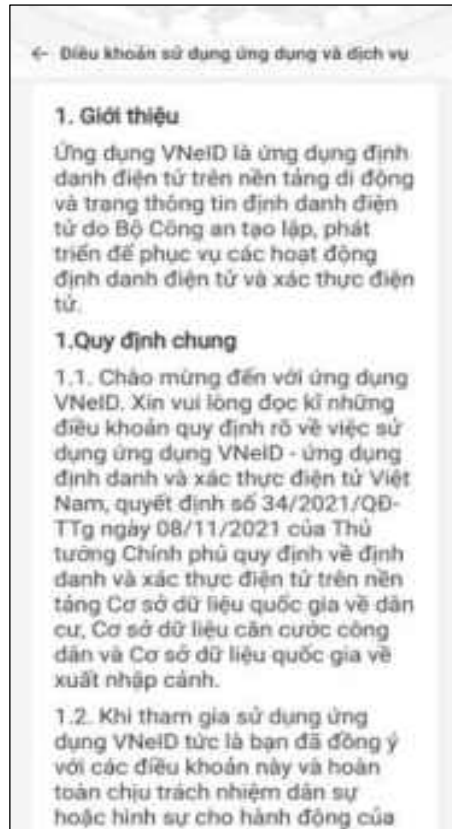 ← Điều khoản sử dụng ứng dụng và dịch vụ
1. Giới thiệu
Ứng dụng VNeID là ứng dụng định
danh điện tử trên nền tảng di động
và trang thông tin định danh điện
tử do Bộ Công an tạo lập, phát
triển để phục vụ các hoạt động
định danh điện tử và xác thực điện
tử.
1.Quy định chung
1.1. Chào mừng đến với ứng dụng
VNeID. Xin vui lòng đọc kĩ những
điều khoản quy định rõ về việc sử
dụng ứng dụng VNeID - ứng dụng
định danh và xác thực điện tử Việt
Nam, quyết định số 34/2021/QĐ-
TTg ngày 08/11/2021 của Thủ
tướng Chính phủ quy định về định
danh và xác thực điện tử trên nền
tảng Cơ sở dữ liệu quốc gia về dân
cư, Cơ sở dữ liệu căn cước công
dân và Cơ sở dữ liệu quốc gia về
xuất nhập cảnh.
1.2. Khi tham gia sử dụng ứng
dụng VNeID tức là bạn đã đồng ý
với các điều khoản này và hoàn
toàn chịu trách nhiệm dân sự
hoặc hình sự cho hành động của